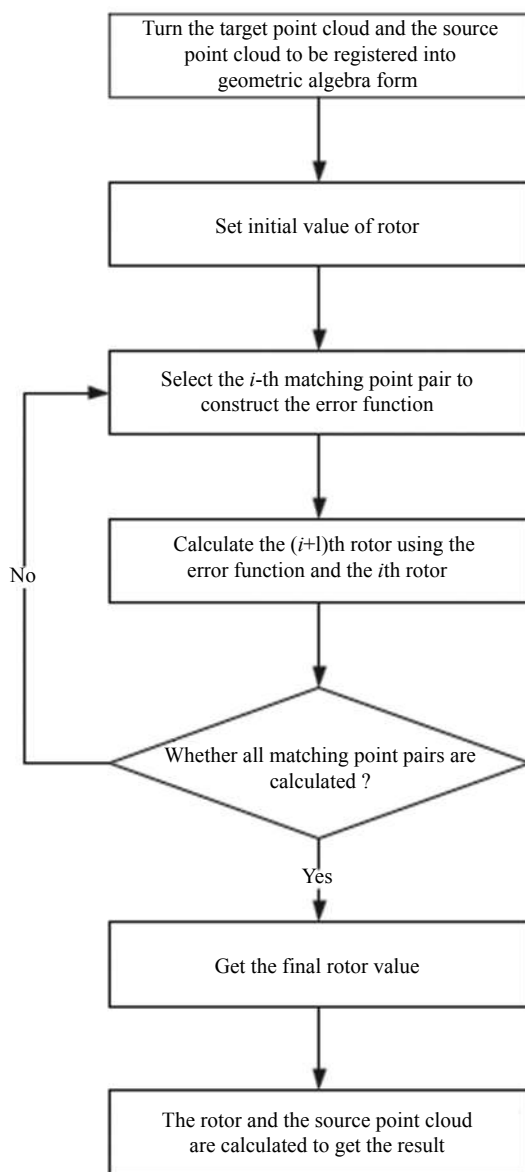 Turn the target point cloud and the source
point cloud to be registered into
geometric algebra form
Set initial value of rotor
Select the i-th matching point pair to
construct the error function
Calculate the (i+l)th rotor using the
error function and the ith rotor
No
Whether all matching point pairs are
calculated ?
Yes
Get the final rotor value
The rotor and the source point cloud
are calculated to get the result